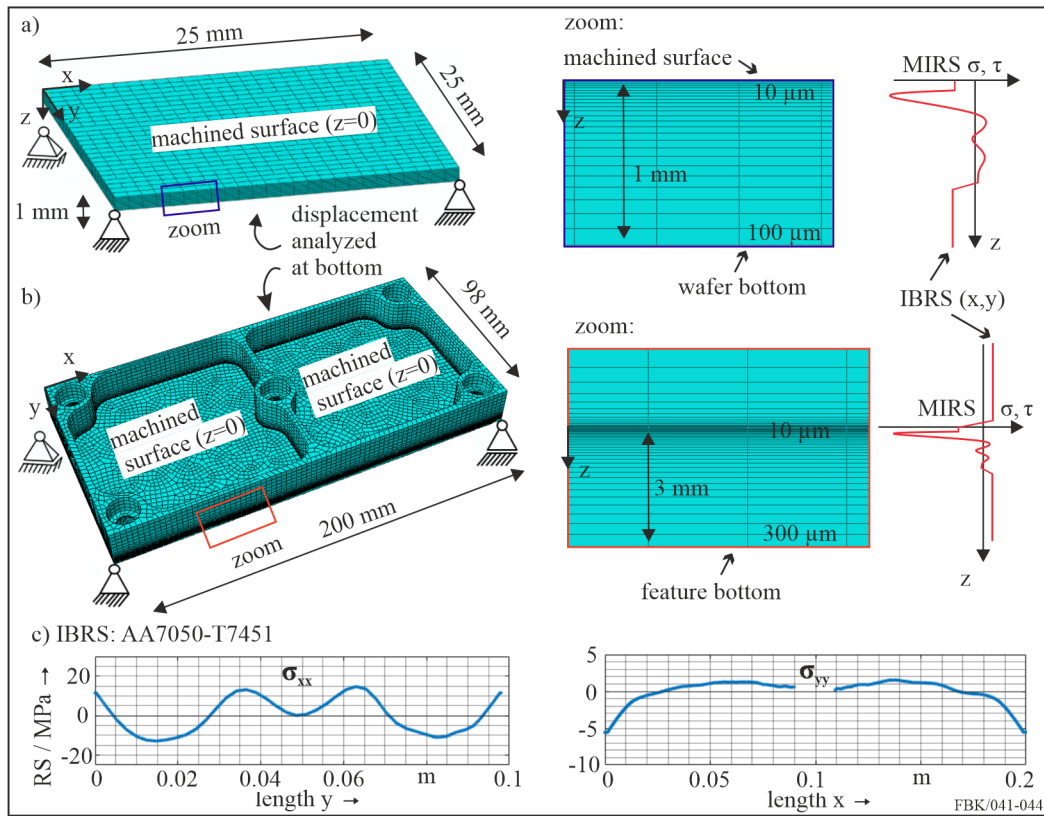 a)
25 mm
25 mm
x
y
z
machined surface (z=0)
1 mm
zoom
displacement
analyzed
at bottom
zoom:
machined surface
10 µm
z
1 mm
100 µm
wafer bottom
MIRS σ, τ
z
IBRS (x,y)
b)
98 mm
x
y
machined
surface (z=0)
machined
surface (z=0)
zoom
200 mm
zoom:
10 µm
z
3 mm
300 µm
feature bottom
MIRS
σ, τ
z
c) IBRS: AA7050-T7451
RS / MPa →
20
0
-20
σxx
0
0.02
0.04
0.06
m
0.1
length y →
5
0
-5
-10
σyy
0
0.05
0.1
m
0.2
length x →
FBK/041-044